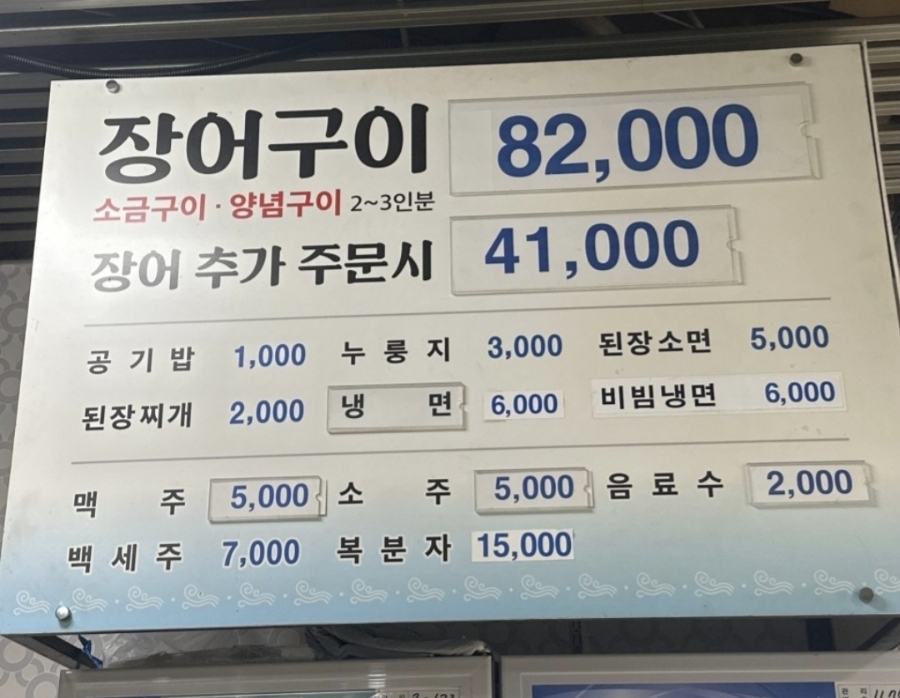 장어구이 82,000
소금구이 · 양념구이 2~3인분
장어 추가 주문시 41,000
공기밥 1,000 누룽지 3,000 된장소면 5,000
된장찌개 2,000 냉면 6,000 비빔냉면 6,000
맥주 5,000 소주 5,000 음료수 2,000
백세주 7,000 복분자 15,000